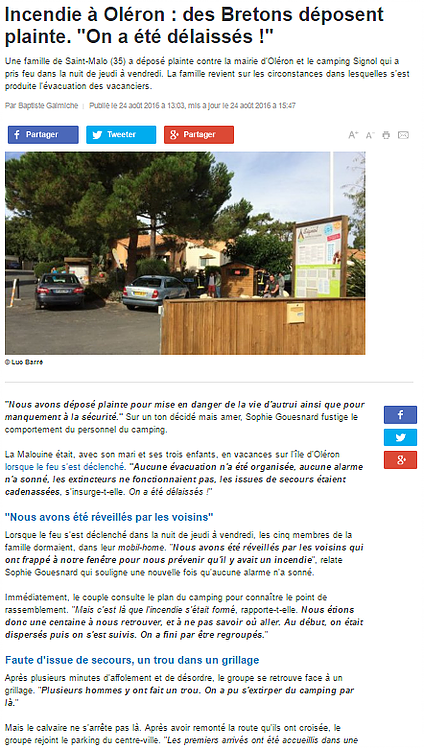 Incendie à Oléron : des Bretons déposent
plainte. "On a été délaissés !"
Une famille de Saint-Malo (35) a déposé plainte contre la mairie d'Oléron et le camping Signol qui a
pris feu dans la nuit de jeudi à vendredi. La famille revient sur les circonstances dans lesquelles s'est
produite l'évacuation des vacanciers.
Par Baptiste Galmiche | Publié le 24 août 2016 à 13:03, mis à jour le 24 août 2016 à 15:47
Partager Tweeter Partager A+ A-
© Luc Barré
"Nous avons déposé plainte pour mise en danger de la vie d'autrui ainsi que pour
manquement à la sécurité." Sur un ton décidé mais amer, Sophie Gouesnard fustige le
comportement du personnel du camping.
La Malouine était, avec son mari et ses trois enfants, en vacances sur l'île d'Oléron
lorsque le feu s'est déclenché. "Aucune évacuation n'a été organisée, aucune alarme
n'a sonné, les extincteurs ne fonctionnaient pas, les issues de secours étaient
cadenassées, s'insurge-t-elle. On a été délaissés !"
"Nous avons été réveillés par les voisins"
Lorsque le feu s'est déclenché dans la nuit de jeudi à vendredi, les cinq membres de la
famille dormaient, dans leur mobil-home. "Nous avons été réveillés par les voisins qui
ont frappé à notre fenêtre pour nous prévenir qu'il y avait un incendie", relate
Sophie Gouesnard qui souligne une nouvelle fois qu'aucune alarme n'a sonné.
Immédiatement, le couple consulte le plan du camping pour connaître le point de
rassemblement. "Mais c'est là que l'incendie s'était formé, rapporte-t-elle. Nous étions
donc une centaine à nous retrouver, et à ne pas savoir où aller. Au début, on était
dispersés puis on s'est suivis. On a fini par être regroupés."
Faute d'issue de secours, un trou dans un grillage
Après plusieurs minutes d'affolement et de désordre, le groupe se retrouve face à un
grillage. "Plusieurs hommes y ont fait un trou. On a pu s'extirper du camping par
là."
Mais le calvaire ne s'arrête pas là. Après avoir remonté la route qu'ils ont croisée, le
groupe rejoint le parking du centre-ville. "Les premiers arrivés ont été accueillis dans une